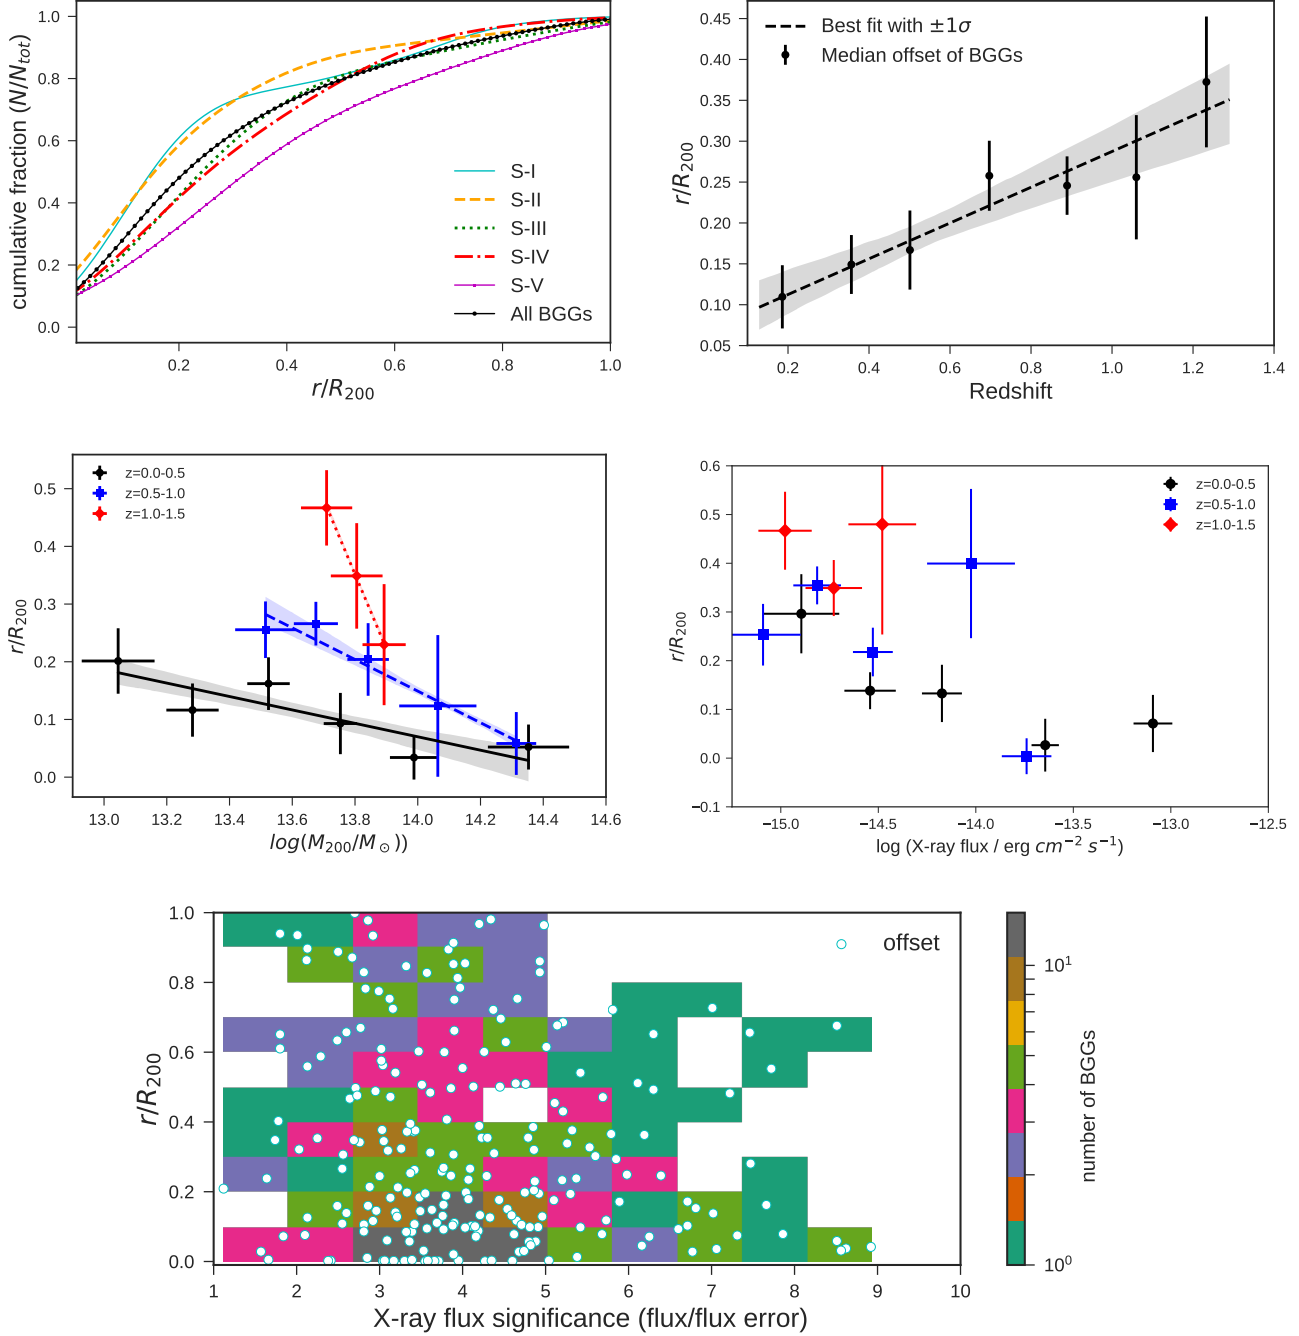 cumulative fraction (N/N_tot)
1.0
0.8
0.6
0.4
0.2
0.0
S-I
S-II
S-III
S-IV
S-V
All BGGs
0.2 0.4 0.6 0.8 1.0
r/R_200
r/R_200
0.45
0.40
0.35
0.30
0.25
0.20
0.15
0.10
0.05
Best fit with ±1σ
Median offset of BGGs
0.2 0.4 0.6 0.8 1.0 1.2 1.4
Redshift
r/R_200
0.5
0.4
0.3
0.2
0.1
0.0
z=0.0-0.5
z=0.5-1.0
z=1.0-1.5
13.0 13.2 13.4 13.6 13.8 14.0 14.2 14.4 14.6
log(M_200/M_⊙))
r/R_200
0.6
0.5
0.4
0.3
0.2
0.1
0.0
−0.1
z=0.0-0.5
z=0.5-1.0
z=1.0-1.5
−15.0 −14.5 −14.0 −13.5 −13.0 −12.5
log (X-ray flux / erg cm⁻² s⁻¹)
r/R_200
1.0
0.8
0.6
0.4
0.2
0.0
offset
1 2 3 4 5 6 7 8 9 10
X-ray flux significance (flux/flux error)
10¹
10⁰
number of BGGs